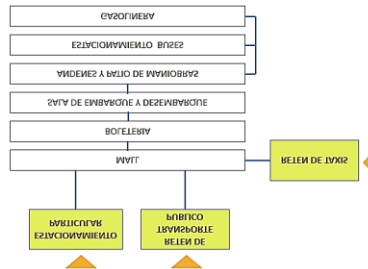 ESTACIONAMIENTO
PARTICULAR
RETEN DE
TRANSPORTE
PUBLICO
MALL
RETEN DE TAXIS
BOLETERIA
SALA DE EMBARQUE Y DESEMBARQUE
ANDENES Y PATIO DE MANIOBRAS
ESTACIONAMIENTO BUSES
GASOLINERA